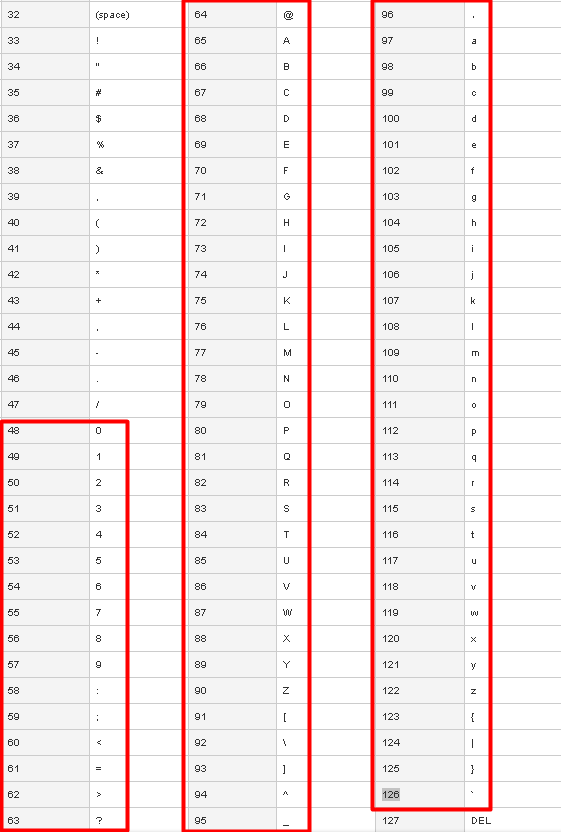 32 (space) 64 @ 96 ،
33 ! 65 A 97 a
34 " 66 B 98 b
35 # 67 C 99 c
36 $ 68 D 100 d
37 % 69 E 101 e
38 & 70 F 102 f
39 , 71 G 103 g
40 ( 72 H 104 h
41 ) 73 I 105 i
42 * 74 J 106 j
43 + 75 K 107 k
44 , 76 L 108 l
45 - 77 M 109 m
46 . 78 N 110 n
47 / 79 O 111 o
48 0 80 P 112 p
49 1 81 Q 113 q
50 2 82 R 114 r
51 3 83 S 115 s
52 4 84 T 116 t
53 5 85 U 117 u
54 6 86 V 118 v
55 7 87 W 119 w
56 8 88 X 120 x
57 9 89 Y 121 y
58 : 90 Z 122 z
59 ; 91 [ 123 {
60 < 92 \ 124 |
61 = 93 ] 125 }
62 > 94 ^ 126 `
63 ? 95 _ 127 DEL